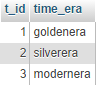 t_id time_era
1 goldenera
2 silverera
3 modernera